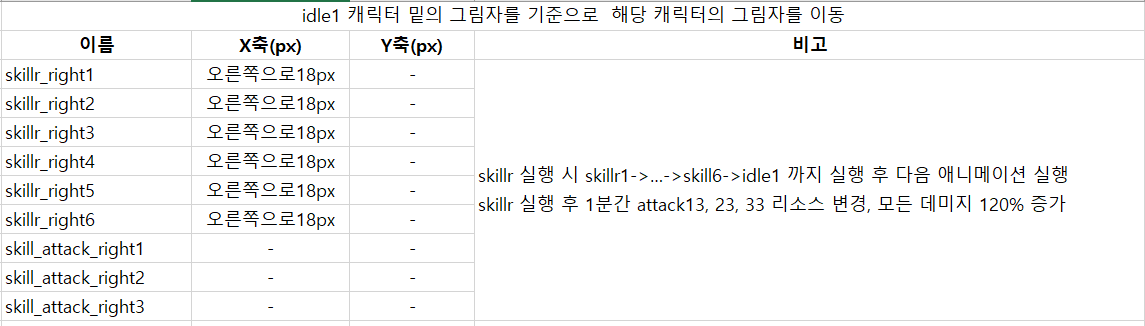 idle1 캐릭터 밑의 그림자를 기준으로 해당 캐릭터의 그림자를 이동
이름 X축(px) Y축(px) 비고
skillr_right1 오른쪽으로18px -
skillr_right2 오른쪽으로18px -
skillr_right3 오른쪽으로18px -
skillr_right4 오른쪽으로18px -
skillr_right5 오른쪽으로18px -
skillr_right6 오른쪽으로18px -
skill_attack_right1 - -
skill_attack_right2 - -
skill_attack_right3 - -
skillr 실행 시 skillr1->...->skill6->idle1 까지 실행 후 다음 애니메이션 실행
skillr 실행 후 1분간 attack13, 23, 33 리소스 변경, 모든 데미지 120% 증가